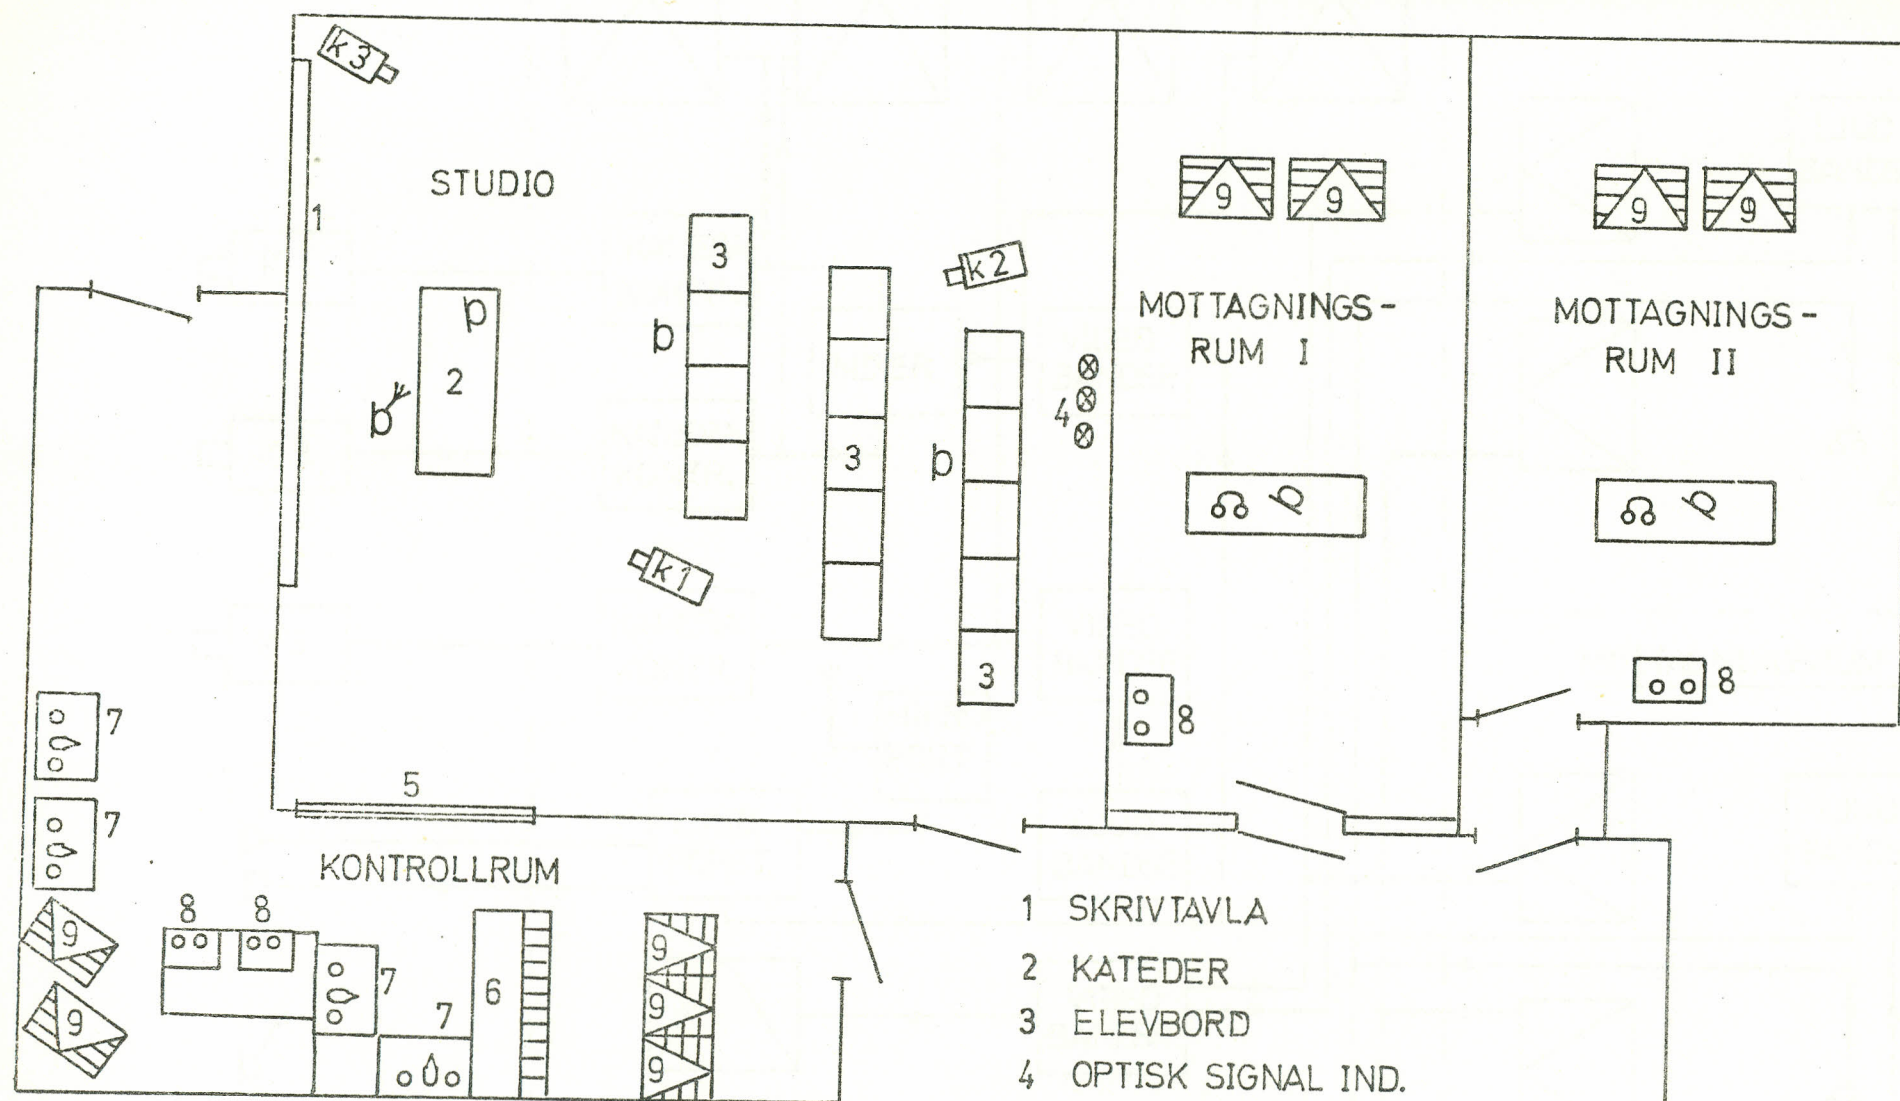 k3
STUDIO
1
3
k2
9 9
9 9
MOTTAGNINGS-
RUM I
MOTTAGNINGS-
RUM II
2
4
3
k1
3
8
8
7
5
7
KONTROLLRUM
8 8
9
7
6
9
9
7
9
9
1 SKRIVTAVLA
2 KATEDER
3 ELEVBORD
4 OPTISK SIGNAL IND.